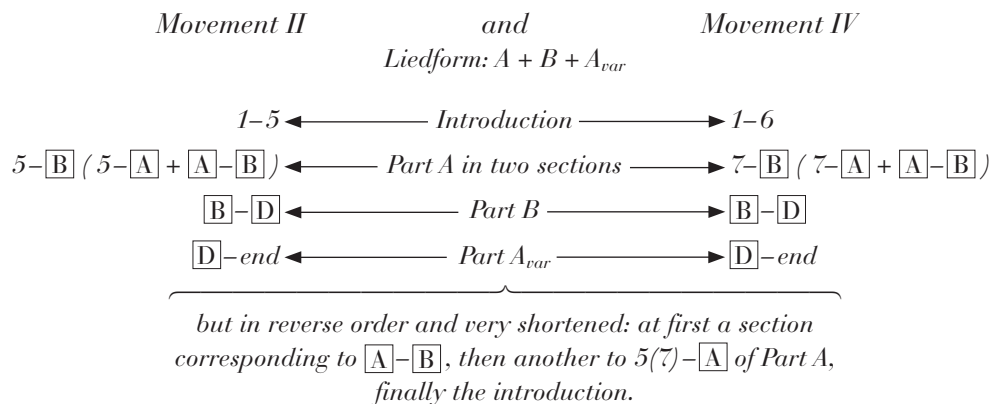 Movement II and Movement IV
Liedform: A + B + A_var
1–5 Introduction 1–6
5–B ( 5–A + A–B ) Part A in two sections 7–B ( 7–A + A–B )
B–D Part B B–D
D–end Part A_var D–end
but in reverse order and very shortened: at first a section
corresponding to A–B, then another to 5(7)–A of Part A,
finally the introduction.